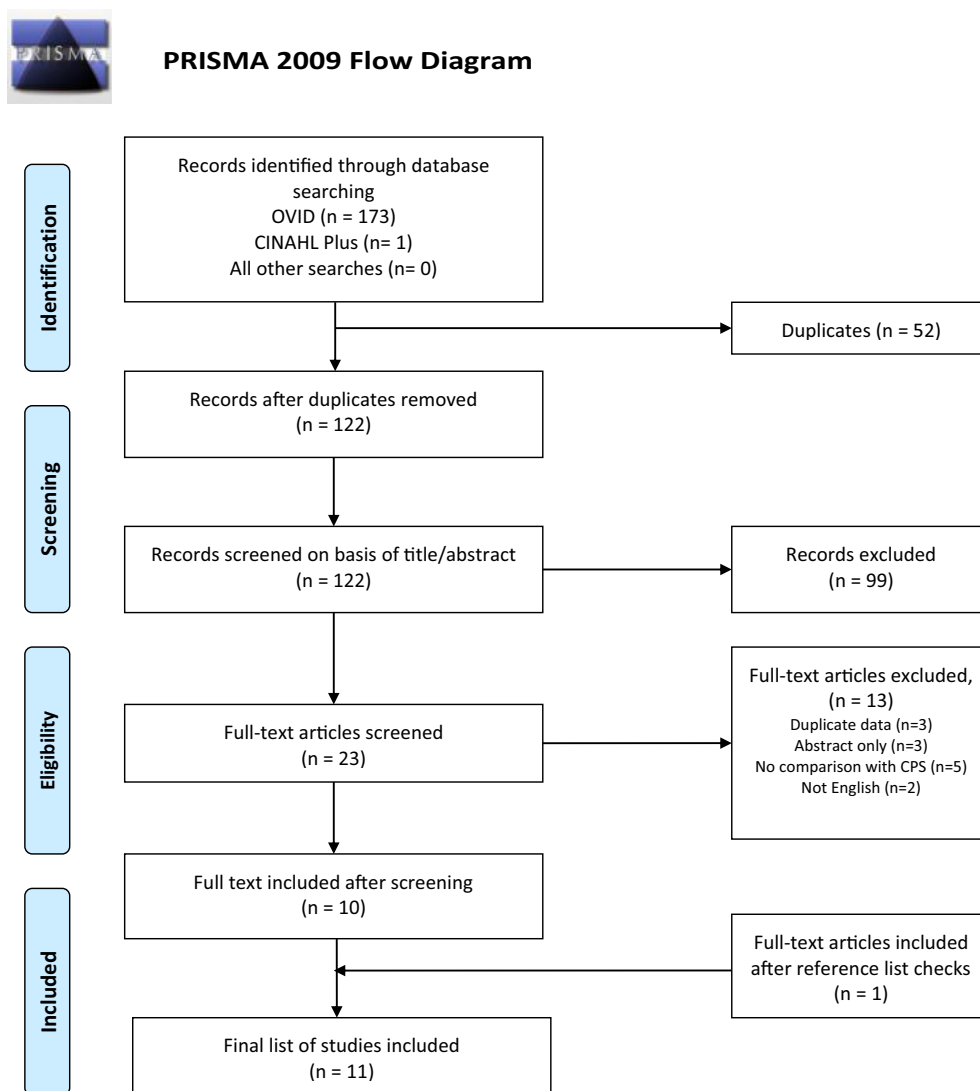 PRISMA
PRISMA 2009 Flow Diagram
Identification
Records identified through database
searching
OVID (n = 173)
CINAHL Plus (n= 1)
All other searches (n= 0)
Duplicates (n = 52)
Screening
Records after duplicates removed
(n = 122)
Records screened on basis of title/abstract
(n = 122)
Records excluded
(n = 99)
Eligibility
Full-text articles screened
(n = 23)
Full-text articles excluded,
(n = 13)
Duplicate data (n=3)
Abstract only (n=3)
No comparison with CPS (n=5)
Not English (n=2)
Included
Full text included after screening
(n = 10)
Full-text articles included
after reference list checks
(n = 1)
Final list of studies included
(n = 11)